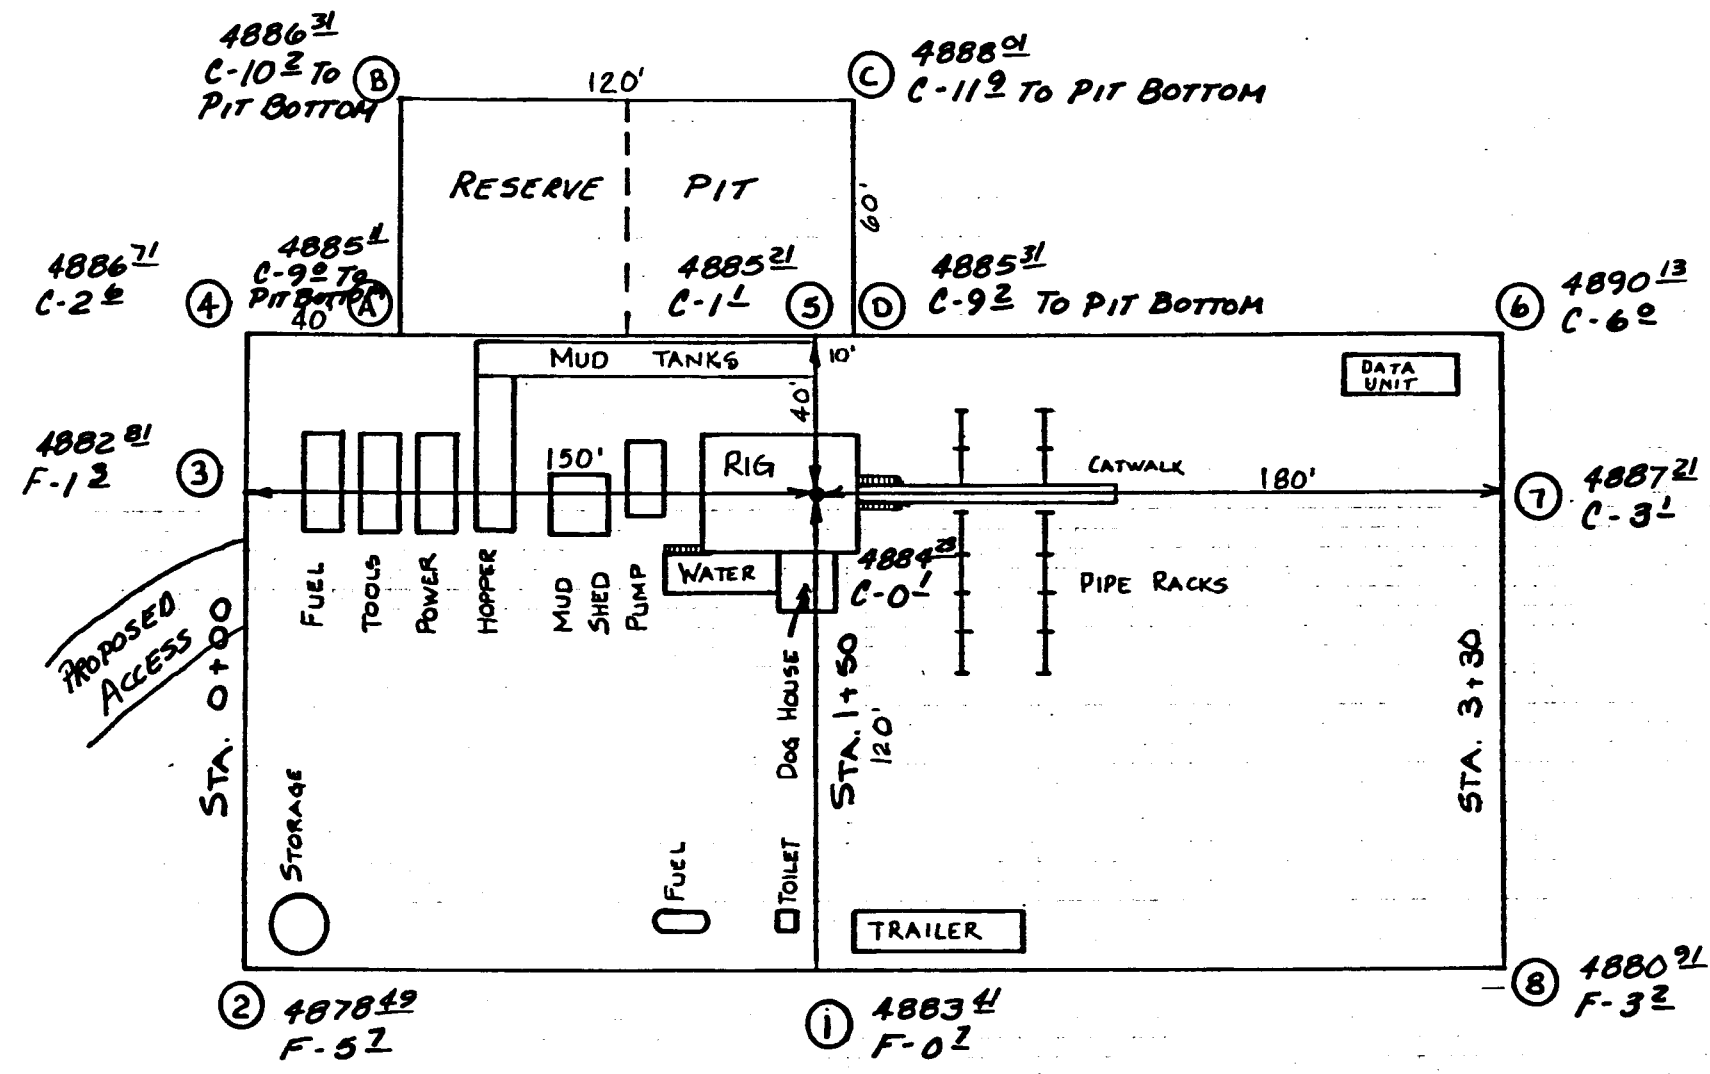 4886 31
C-10 2 TO
PIT BOTTOM
B
120'
C
4888 01
C-11 9 TO PIT BOTTOM
RESERVE PIT
60'
4886 71
C-2 6
4
4885 11
C-9 0 TO
PIT BOTTOM
A
40
4885 21
C-1 1
5
D
4885 31
C-9 2 TO PIT BOTTOM
6
4890 13
C-6 0
MUD TANKS
10'
40'
DATA
UNIT
4882 81
F-1 3
3
150'
RIG
CATWALK
180'
7
4887 21
C-3 1
FUEL
TOOLS
POWER
HOPPER
MUD
SHED
PUMP
WATER
4884 23
C-0 1
PIPE RACKS
PROPOSED
ACCESS
STA. 0+00
DOG HOUSE
STA. 1+50
120'
STA. 3+30
STORAGE
FUEL
TOILET
TRAILER
2
4878 49
F-5 7
1
4883 41
F-0 7
8
4880 91
F-3 2